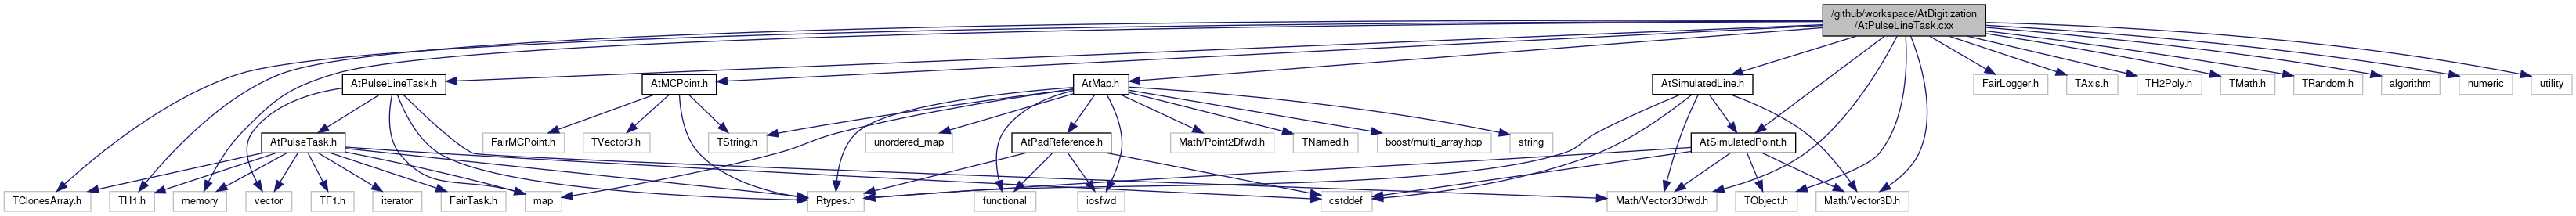 /github/workspace/AtDigitization
/AtPulseLineTask.cxx
AtPulseLineTask.h
AtMCPoint.h
AtMap.h
AtSimulatedLine.h
FairLogger.h
TAxis.h
TH2Poly.h
TMath.h
TRandom.h
algorithm
numeric
utility
AtPulseTask.h
FairMCPoint.h
TVector3.h
TString.h
unordered_map
AtPadReference.h
Math/Point2Dfwd.h
TNamed.h
boost/multi_array.hpp
string
AtSimulatedPoint.h
TClonesArray.h
TH1.h
memory
vector
TF1.h
iterator
FairTask.h
map
Rtypes.h
functional
iosfwd
cstddef
Math/Vector3Dfwd.h
TObject.h
Math/Vector3D.h